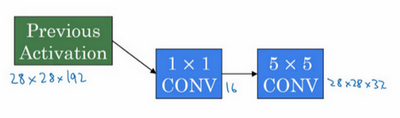 Previous
Activation
28×28×192
1 × 1
CONV
16
5 × 5
CONV
28×28×32